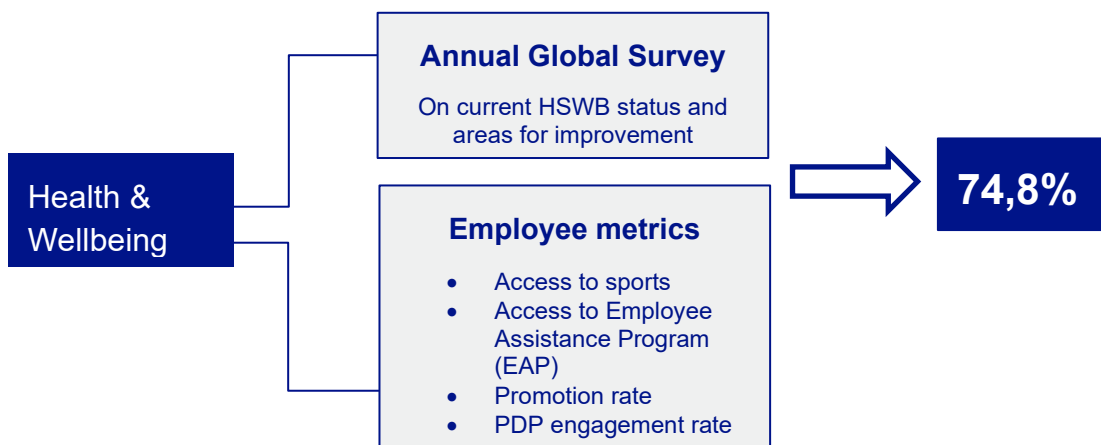 Health &
Wellbeing
Annual Global Survey
On current HSWB status and
areas for improvement
Employee metrics
• Access to sports
• Access to Employee
Assistance Program
(EAP)
• Promotion rate
• PDP engagement rate
74,8%